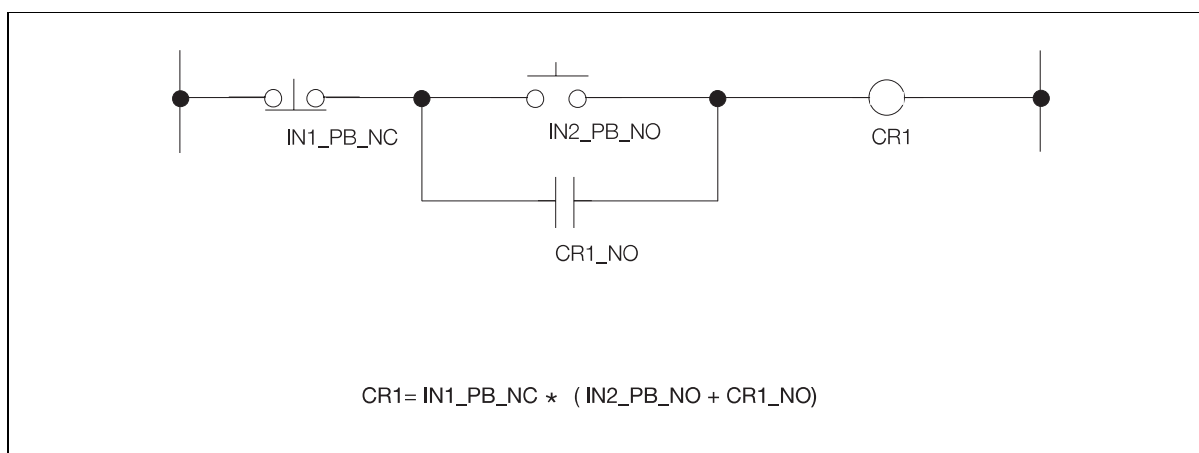 IN1_PB_NC
IN2_PB_NO
CR1
CR1_NO
CR1= IN1_PB_NC * ( IN2_PB_NO + CR1_NO)